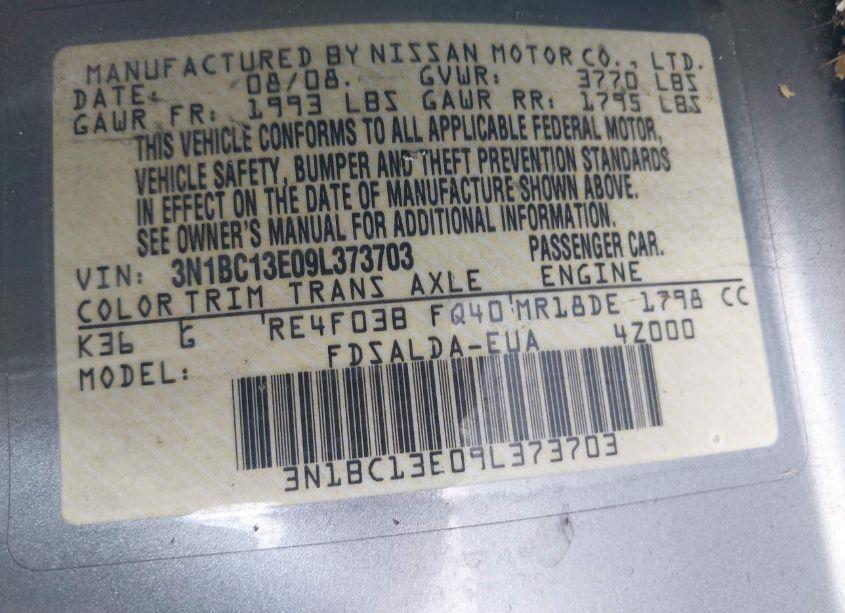 MANUFACTURED BY NISSAN MOTOR CO., LTD.
DATE: 08/08. GVWR: 3770 LBS
GAWR FR: 1993 LBS GAWR RR: 1795 LBS
THIS VEHICLE CONFORMS TO ALL APPLICABLE FEDERAL MOTOR,
VEHICLE SAFETY, BUMPER AND THEFT PREVENTION STANDARDS
IN EFFECT ON THE DATE OF MANUFACTURE SHOWN ABOVE.
SEE OWNER'S MANUAL FOR ADDITIONAL INFORMATION.
VIN: 3N1BC13E09L373703 PASSENGER CAR.
COLOR TRIM TRANS AXLE ENGINE
K36 G RE4F03B FQ40 MR18DE 1798 CC
MODEL: FDSALDA-EUA 4Z000
3N1BC13E09L373703